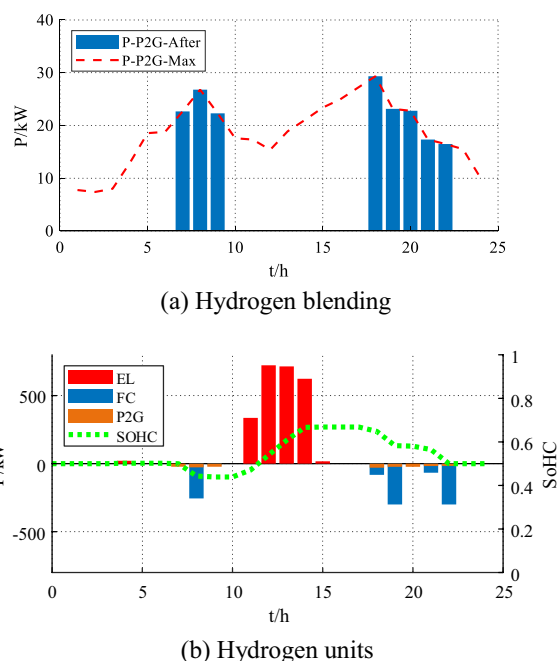 40
30
20
10
0
P/kW
P-P2G-After
P-P2G-Max
0 5 10 15 20 25
t/h
(a) Hydrogen blending
500
0
-500
EL
FC
P2G
SOHC
1
0.8
0.6
0.4
0.2
0
SoHC
0 5 10 15 20 25
t/h
(b) Hydrogen units